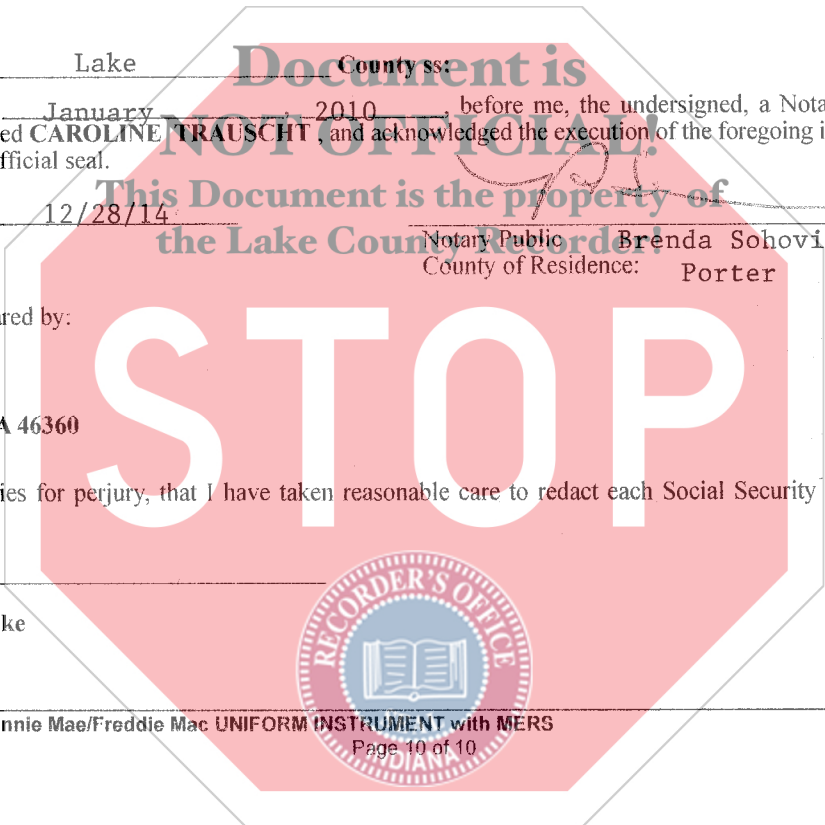 Document is
Lake County ss:
January , 2010 , before me, the undersigned, a Nota
NOT OFFICIAL!
ed CAROLINE TRAUSCHT , and acknowledged the execution of the foregoing i
fficial seal.
This Document is the property of
12/28/14
the Lake County Recorder!
Notary Public Brenda Sohovi
County of Residence: Porter
ared by:
STOP
A 46360
ies for perjury, that I have taken reasonable care to redact each Social Security
RECORDER'S OFFICE
ke
nnie Mae/Freddie Mac UNIFORM INSTRUMENT with MERS
Page 10 of 10
INDIANA